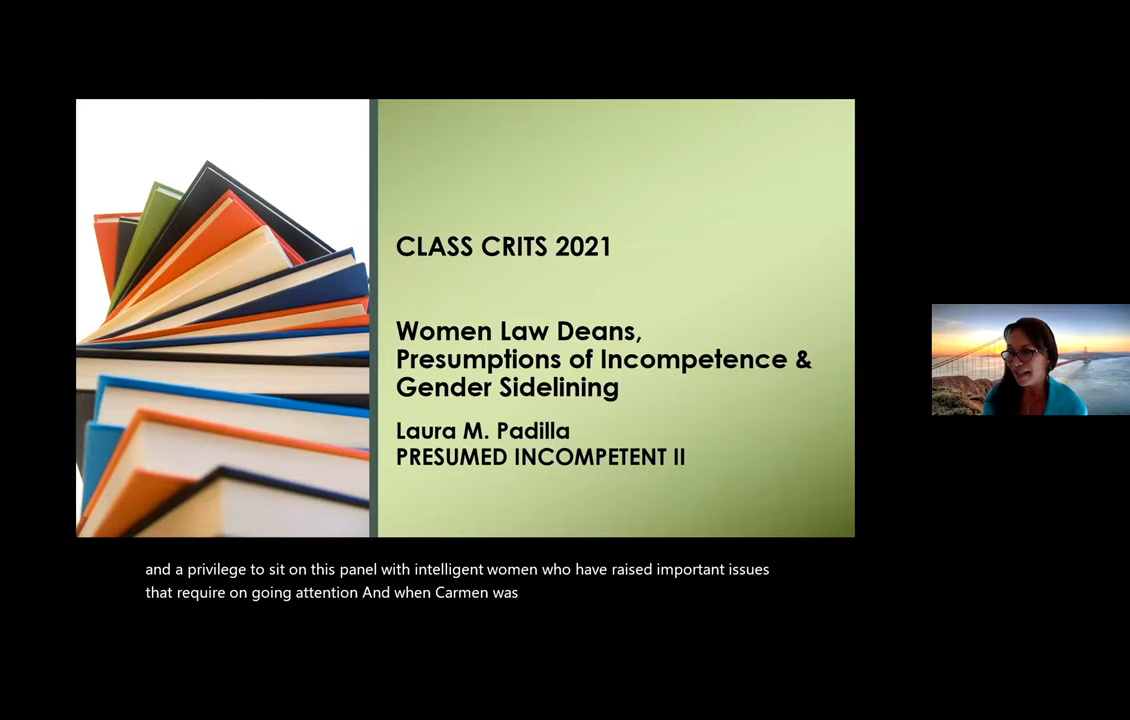 CLASS CRITS 2021
Women Law Deans,
Presumptions of Incompetence &
Gender Sidelining
Laura M. Padilla
PRESUMED INCOMPETENT II
and a privilege to sit on this panel with intelligent women who have raised important issues
that require on going attention And when Carmen was